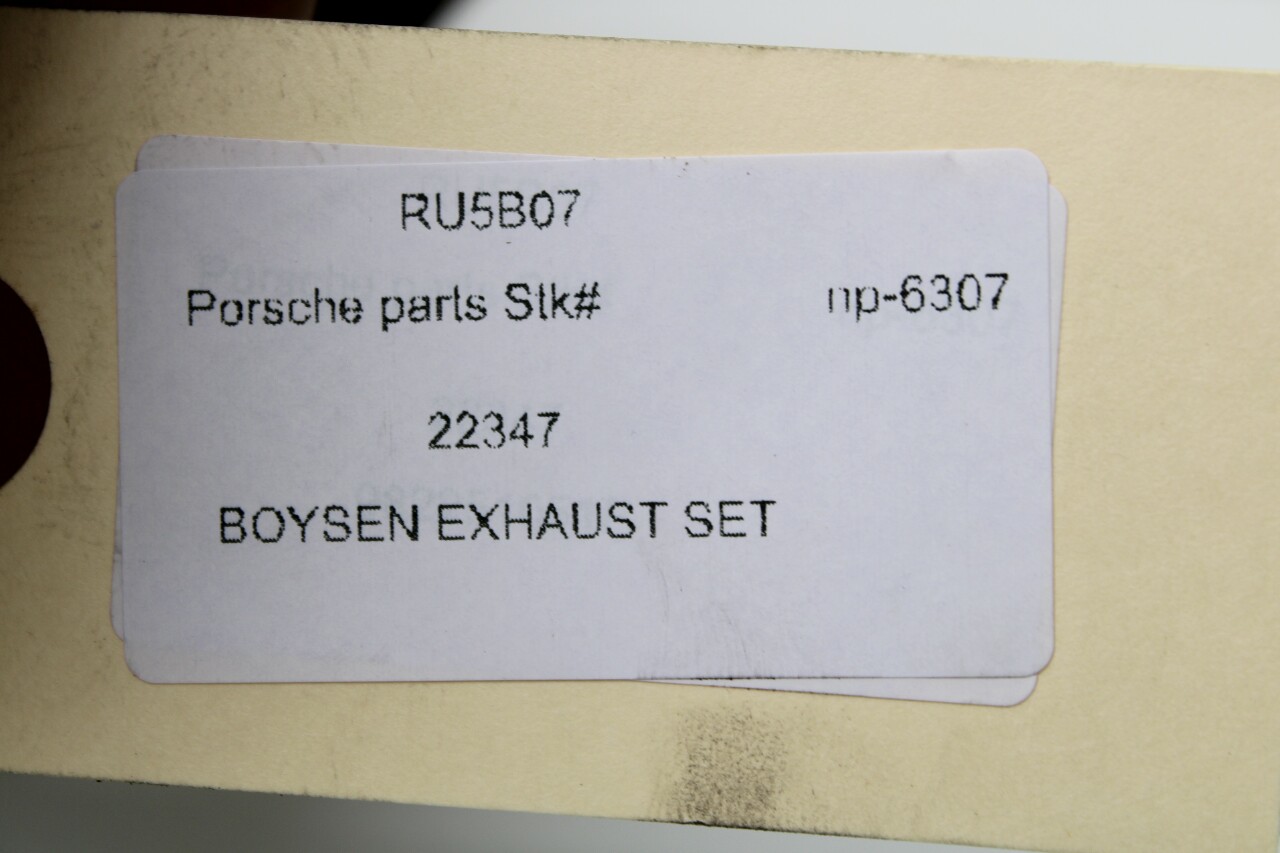 RU5B07
Porsche parts Stk# np-6307
22347
BOYSEN EXHAUST SET